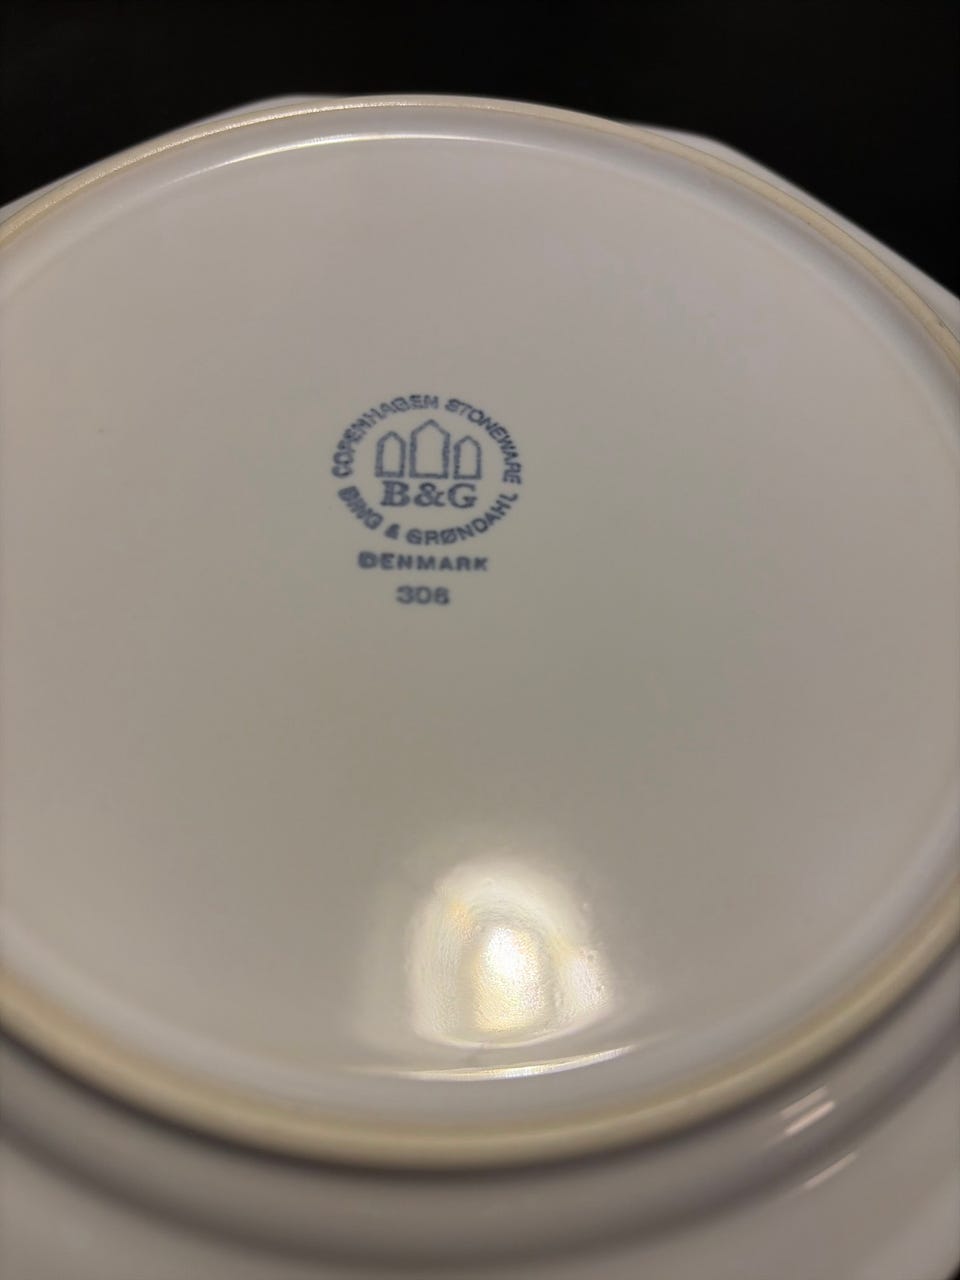 COPENHAGEN STONEWARE
B&G
BING & GRØNDAHL
DENMARK
306